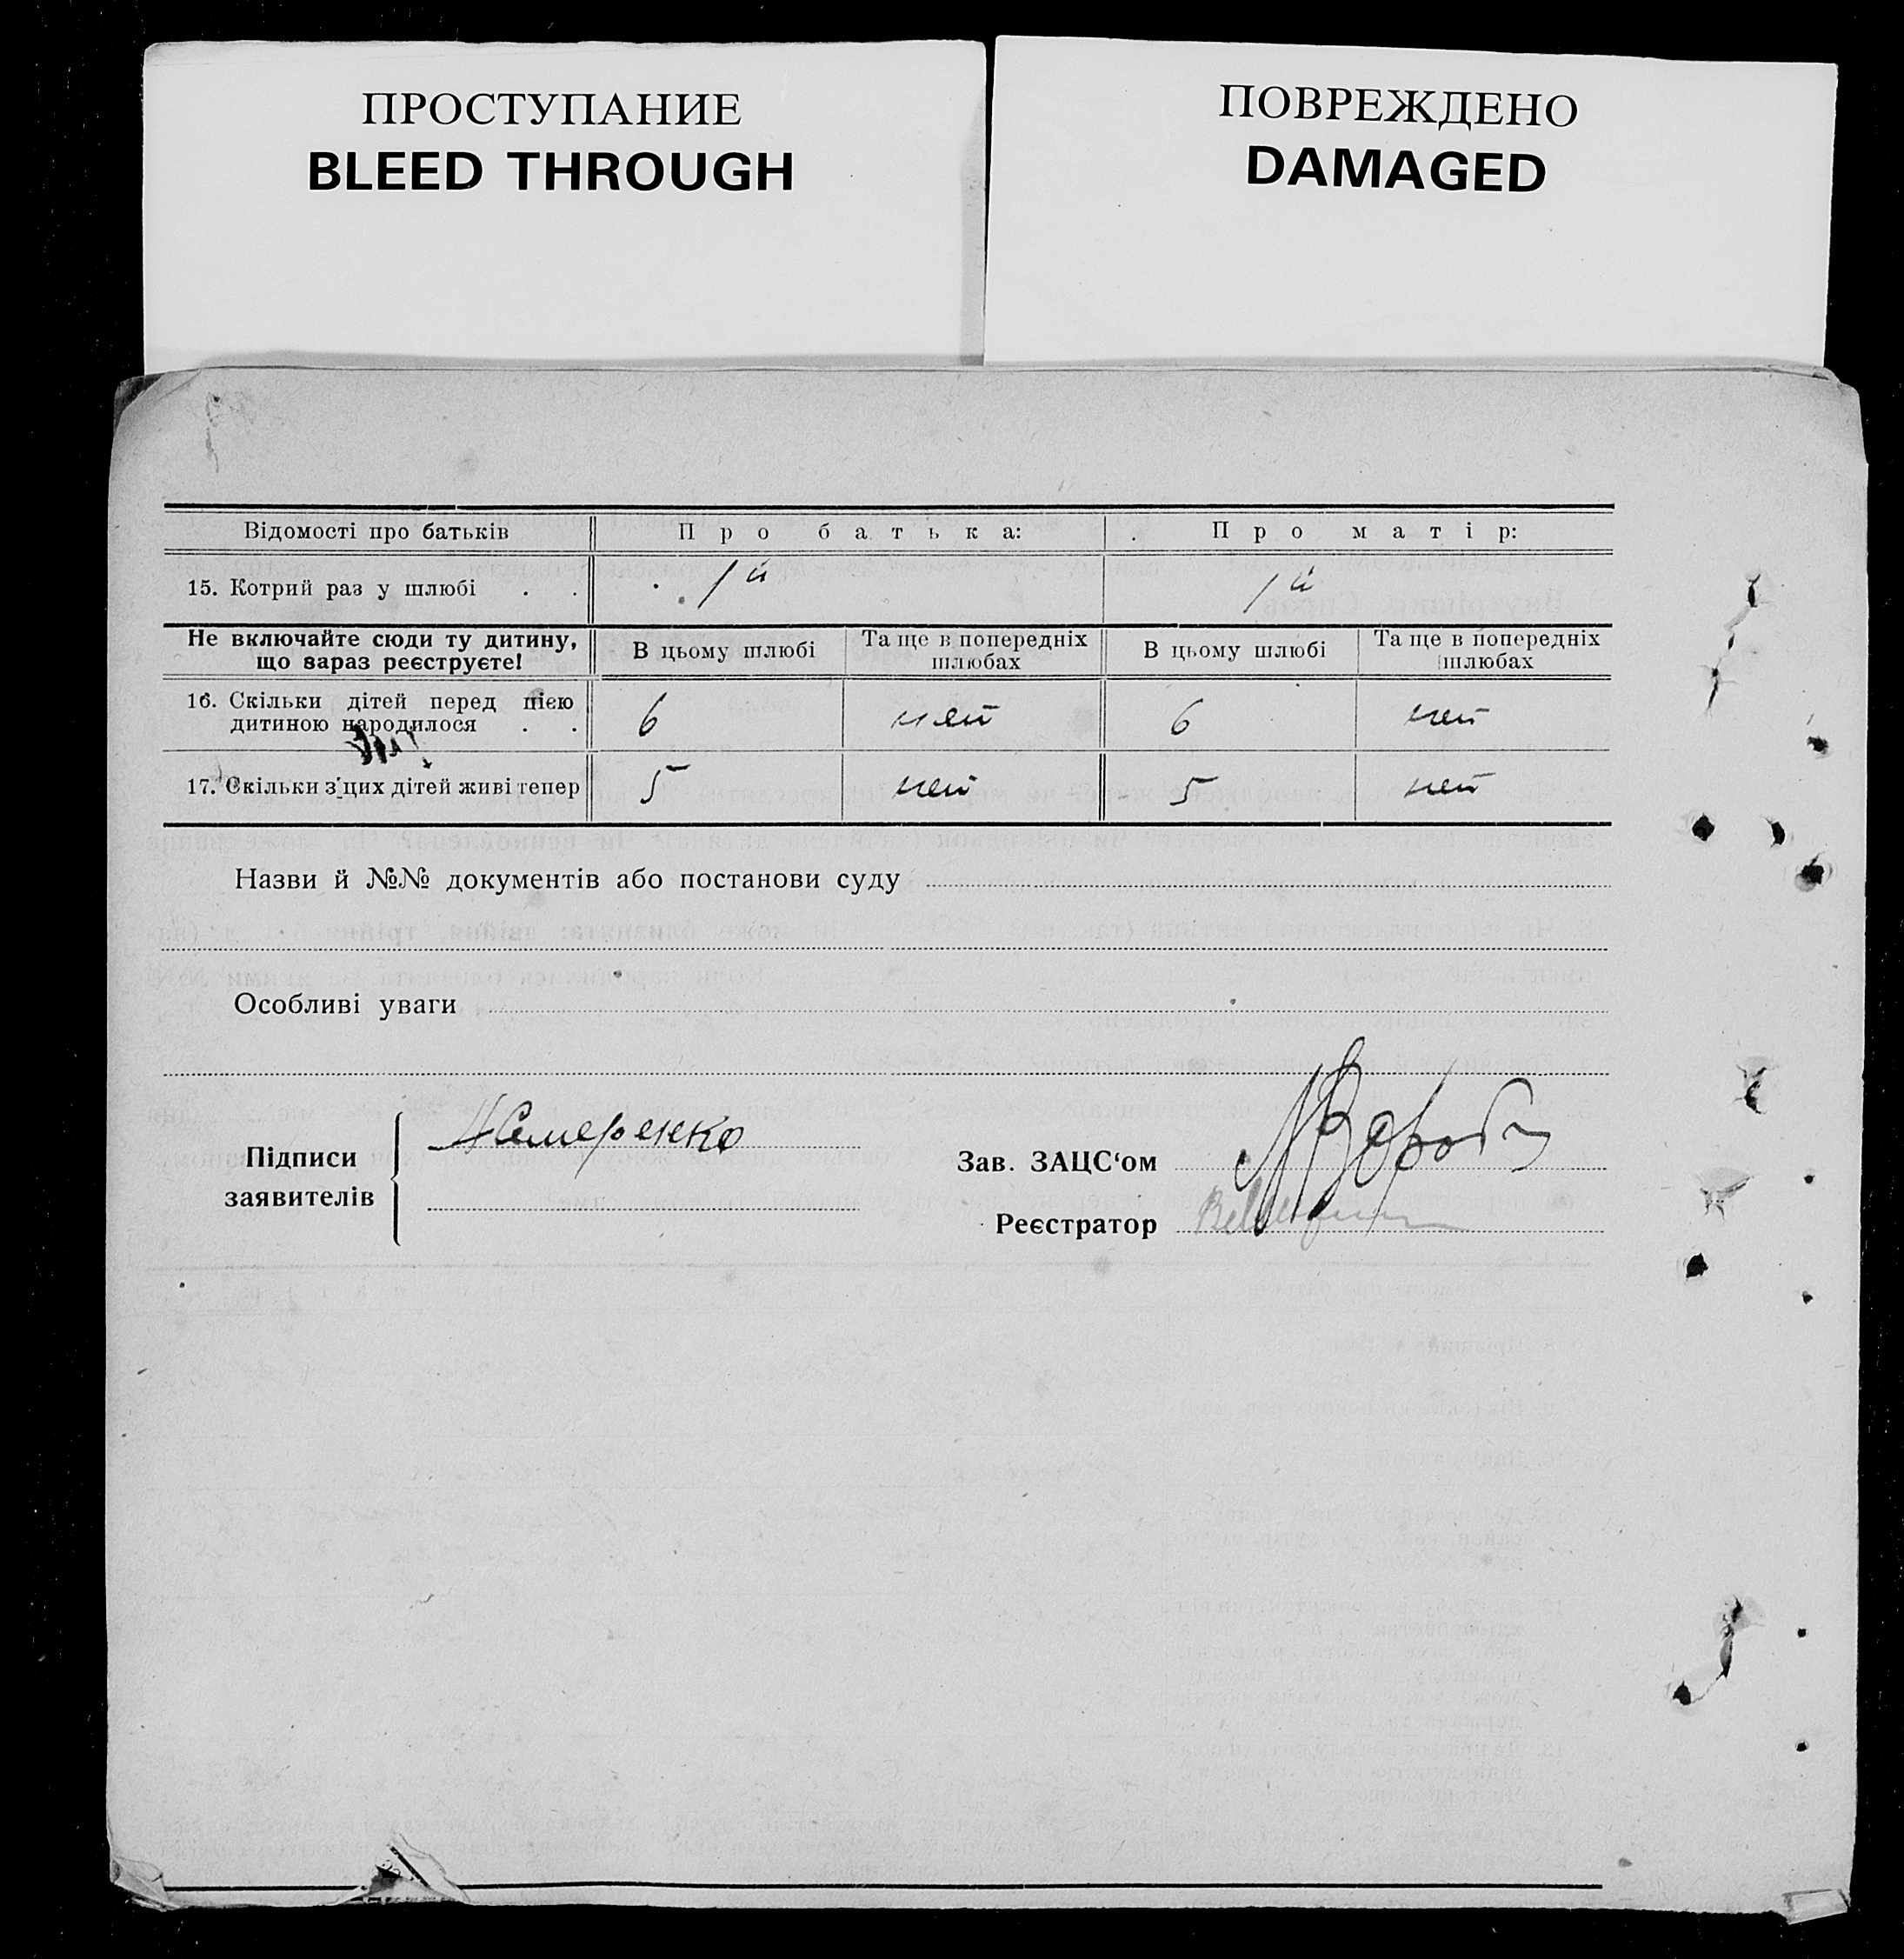 ПРОСТУПАНИЕ
BLEED THROUGH
ПОВРЕЖДЕНО
DAMAGED
Відомості про батьків Про батька: Про матір:
15. Котрий раз у шлюбі . . 1й 1й
Не включайте сюди ту дитину, що зараз реєструєте! В цьому шлюбі Та ще в попередніх шлюбах В цьому шлюбі Та ще в попередніх шлюбах
16. Скільки дітей перед цією
дитиною народилося . . 6 нет 6 нет
17. Скільки з цих дітей живі тепер 5 нет 5 нет
Назви й №№ документів або постанови суду
Особливі уваги
Підписи
заявителів
Зав. ЗАЦС‘ом
Реєстратор